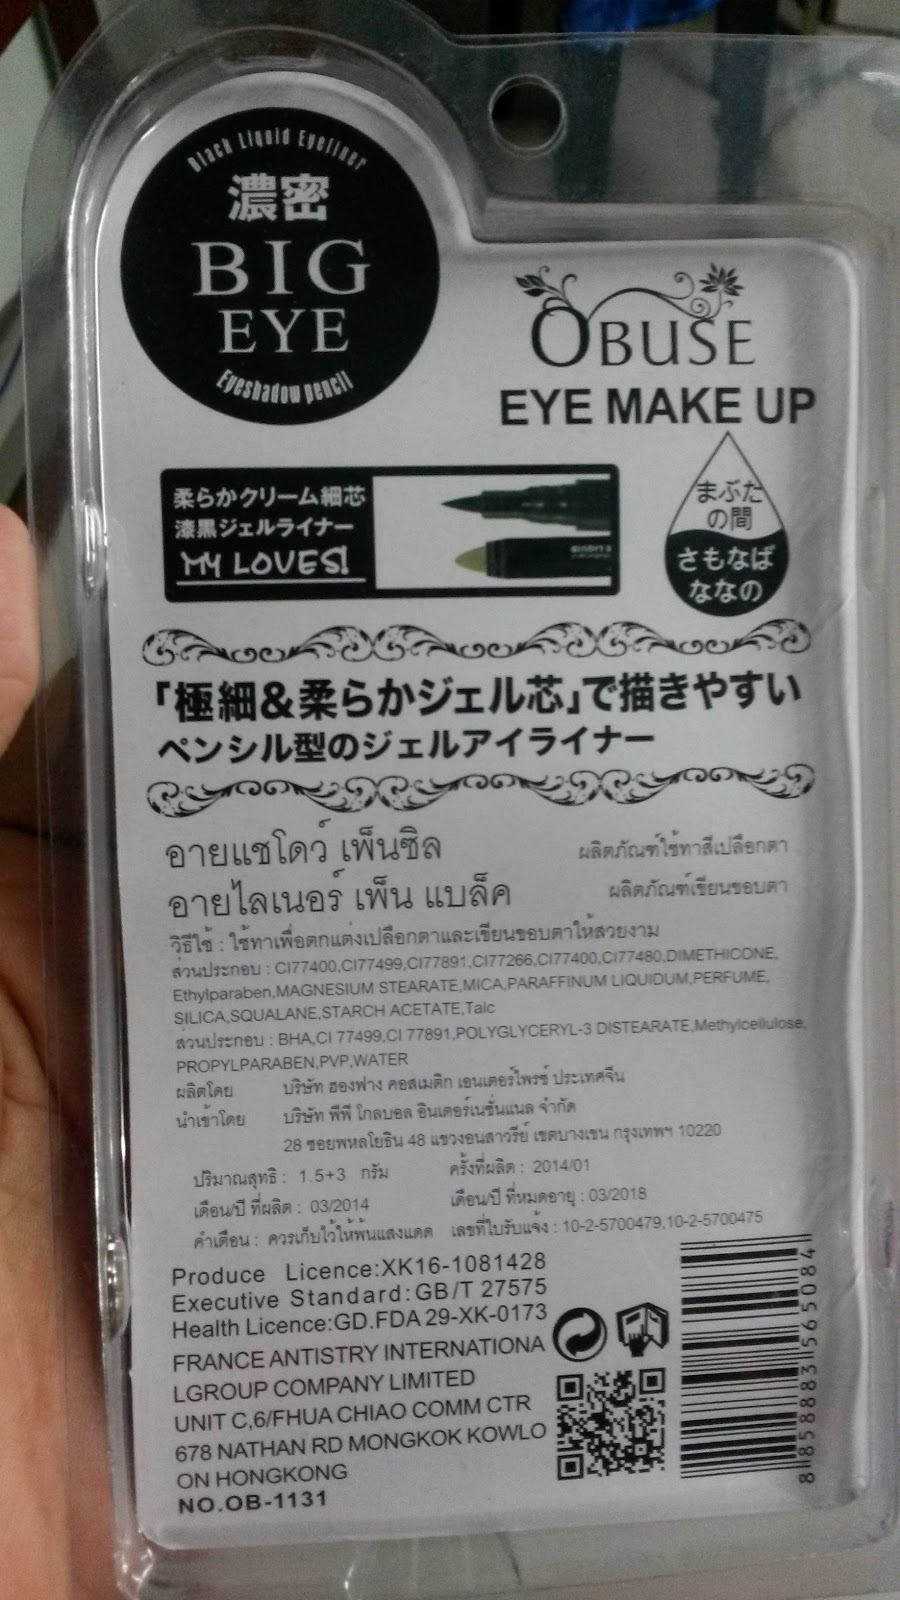 Black Liquid Eyeliner
濃密
BIG
EYE
Eyeshadow pencil
OBUSE
EYE MAKE UP
柔らかクリーム細芯
漆黒ジェルライナー
MY LOVES!
まぶた
の間
さもなば
ななの
「極細&柔らかジェル芯」で描きやすい
ペンシル型のジェルアイライナー
อายแชโดว์ เพ็นซิล ผลิตภัณฑ์ใช้ทาสีเปลือกตา
อายไลเนอร์ เพ็น แบล็ค ผลิตภัณฑ์เขียนขอบตา
วิธีใช้ : ใช้ทาเพื่อตกแต่งเปลือกตาและเขียนขอบตาให้สวยงาม
ส่วนประกอบ : CI77400,CI77499,CI77891,CI77266,CI77400,CI77480,DIMETHICONE,
Ethylparaben,MAGNESIUM STEARATE,MICA,PARAFFINUM LIQUIDUM,PERFUME,
SILICA,SQUALANE,STARCH ACETATE,Talc
ส่วนประกอบ : BHA,CI 77499,CI 77891,POLYGLYCERYL-3 DISTEARATE,Methylcellulose,
PROPYLPARABEN,PVP,WATER
ผลิตโดย บริษัท ฮองฟาง คอสเมติก เอนเตอร์ไพรซ์ ประเทศจีน
นำเข้าโดย บริษัท พีพี โกลบอล อินเตอร์เนชั่นแนล จำกัด
28 ซอยพหลโยธิน 48 แขวงอนุสาวรีย์ เขตบางเขน กรุงเทพฯ 10220
ปริมาณสุทธิ : 1.5+3 กรัม ครั้งที่ผลิต : 2014/01
เดือน/ปี ที่ผลิต : 03/2014 เดือน/ปี ที่หมดอายุ : 03/2018
คำเตือน : ควรเก็บไว้ให้พ้นแสงแดด เลขที่ใบรับแจ้ง : 10-2-5700479,10-2-5700475
Produce Licence:XK16-1081428
Executive Standard:GB/T 27575
Health Licence:GD.FDA 29-XK-0173
FRANCE ANTISTRY INTERNATIONA
LGROUP COMPANY LIMITED
UNIT C,6/FHUA CHIAO COMM CTR
678 NATHAN RD MONGKOK KOWLO
ON HONGKONG
NO.OB-1131
8 858883 565084